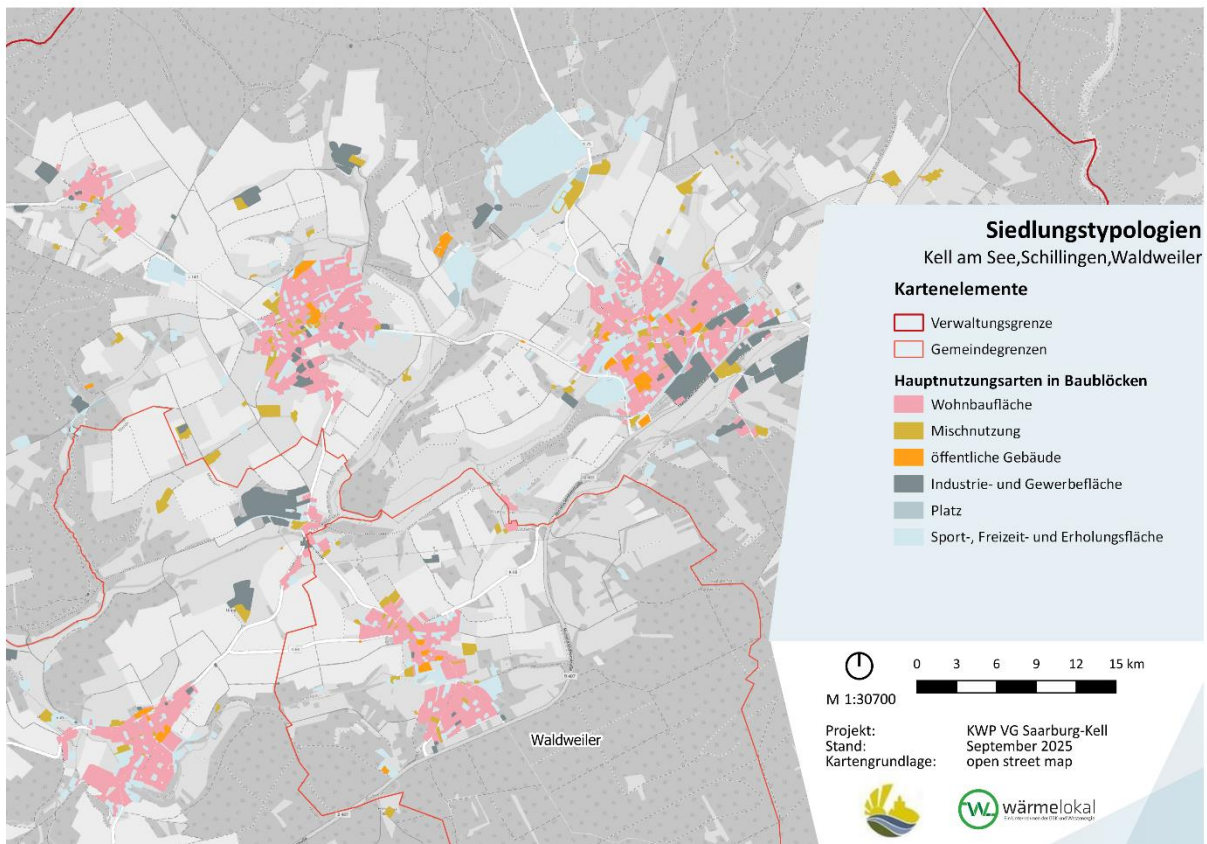 Siedlungstypologien
Kell am See,Schillingen,Waldweiler
Kartenelemente
Verwaltungsgrenze
Gemeindegrenzen
Hauptnutzungsarten in Baublöcken
Wohnbaufläche
Mischnutzung
öffentliche Gebäude
Industrie- und Gewerbefläche
Platz
Sport-, Freizeit- und Erholungsfläche
0 3 6 9 12 15 km
M 1:30700
Projekt: KWP VG Saarburg-Kell
Stand: September 2025
Kartengrundlage: open street map
wärmelokal
Waldweiler